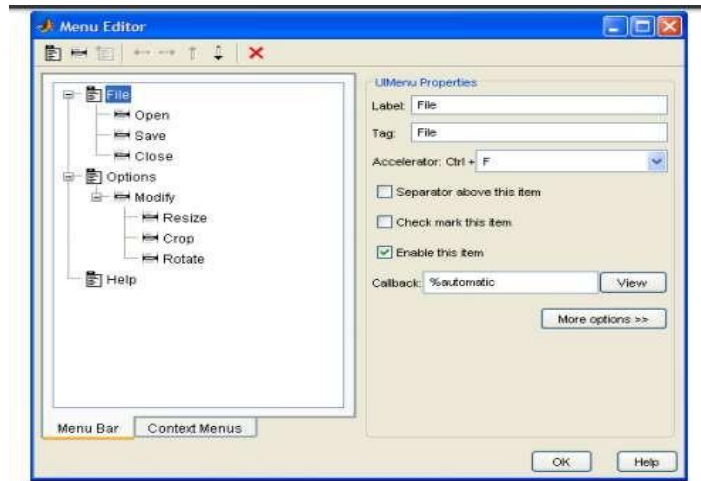 Menu Editor
File
Open
Save
Close
Options
Modify
Resize
Crop
Rotate
Help
Menu Bar
Context Menus
UIMenu Properties
Label: File
Tag: File
Accelerator: Ctrl + F
Separator above this item
Check mark this item
Enable this item
Callback: %automatic View
More options >>
OK Help